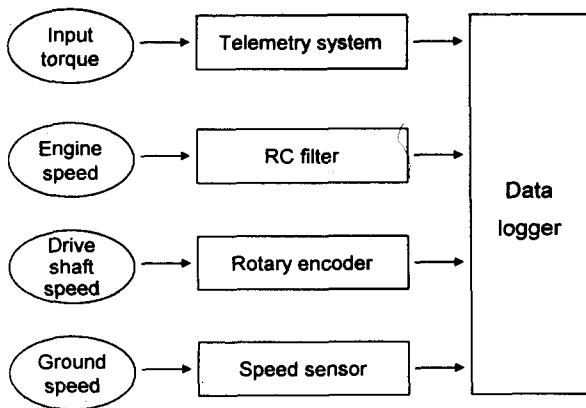 Input
torque
Telemetry system
Engine
speed
RC filter
Drive
shaft
speed
Rotary encoder
Ground
speed
Speed sensor
Data
logger